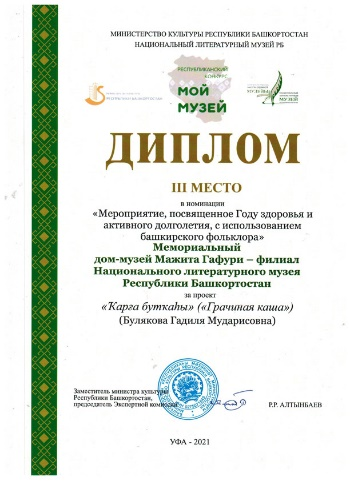 МИНИСТЕРСТВО КУЛЬТУРЫ РЕСПУБЛИКИ БАШКОРТОСТАН
НАЦИОНАЛЬНЫЙ ЛИТЕРАТУРНЫЙ МУЗЕЙ РБ
РЕСПУБЛИКАНСКИЙ
КОНКУРС
МОЙ
МУЗЕЙ
ДИПЛОМ
III МЕСТО
в номинации
«Мероприятие, посвященное Году здоровья и
активного долголетия, с использованием
башкирского фольклора»
Мемориальный
дом-музей Мажита Гафури – филиал
Национального литературного музея
Республики Башкортостан
за проект
«Ҡарға бутҡаһы» («Грачиная каша»)
(Булякова Гадиля Мударисовна)
Заместитель министра культуры
Республики Башкортостан,
председатель Экспертной комиссии
Р.Р. АЛТЫНБАЕВ
УФА - 2021